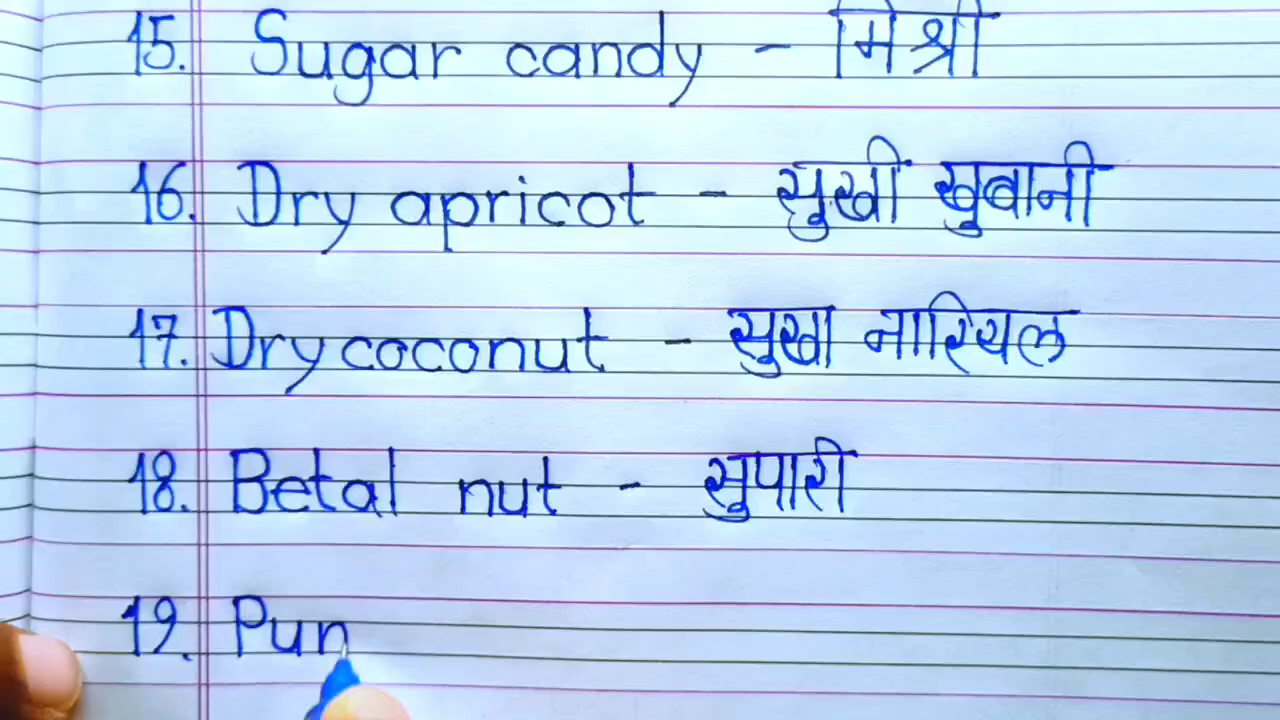 15. Sugar candy - मिश्री
16. Dry apricot - सुखी खुबानी
17. Dry coconut - सुखा नारियल
18. Betal nut - सुपारी
19. Pun